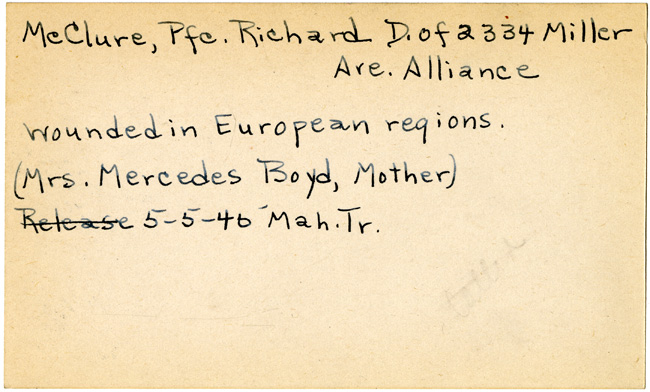 McClure, Pfc. Richard D. of 2334 Miller
Ave. Alliance
wounded in European regions.
(Mrs. Mercedes Boyd, Mother)
Release 5-5-45 Mah. Tr.